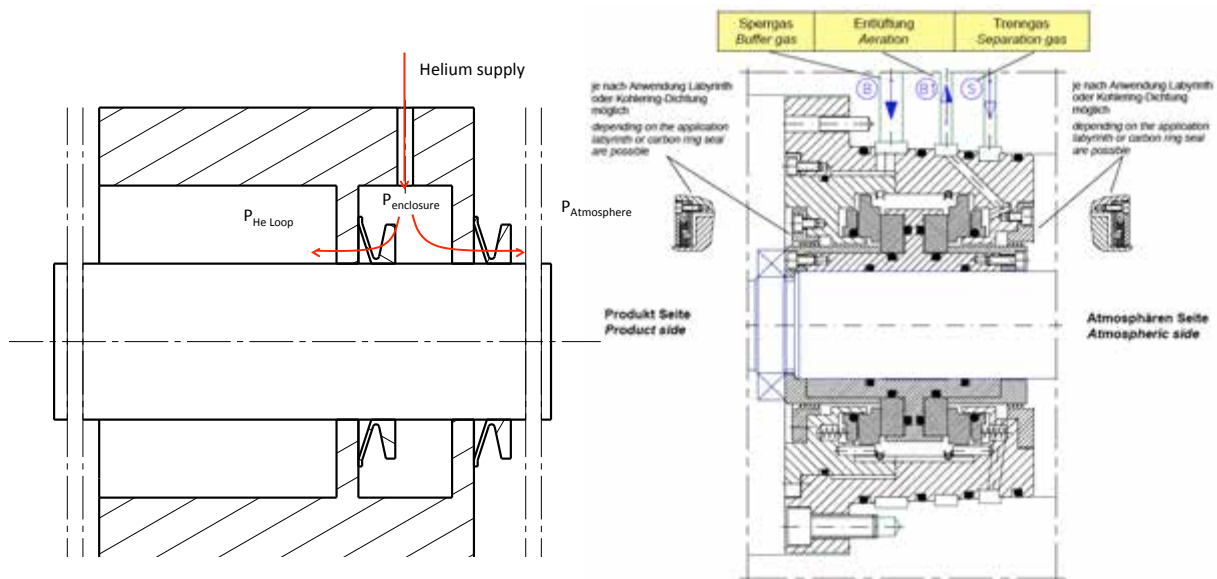 Helium supply
P He Loop
P enclosure
P Atmosphere
Sperrgas
Buffer gas
Entlüftung
Aeration
Trenngas
Separation gas
B
B'
S
je nach Anwendung Labyrinth
oder Kohlering-Dichtung
möglich
depending on the application
labyrinth or carbon ring seal
are possible
je nach Anwendung Labyrinth
oder Kohlering-Dichtung
möglich
depending on the application
labyrinth or carbon ring seal
are possible
Produkt Seite
Product side
Atmosphären Seite
Atmospheric side